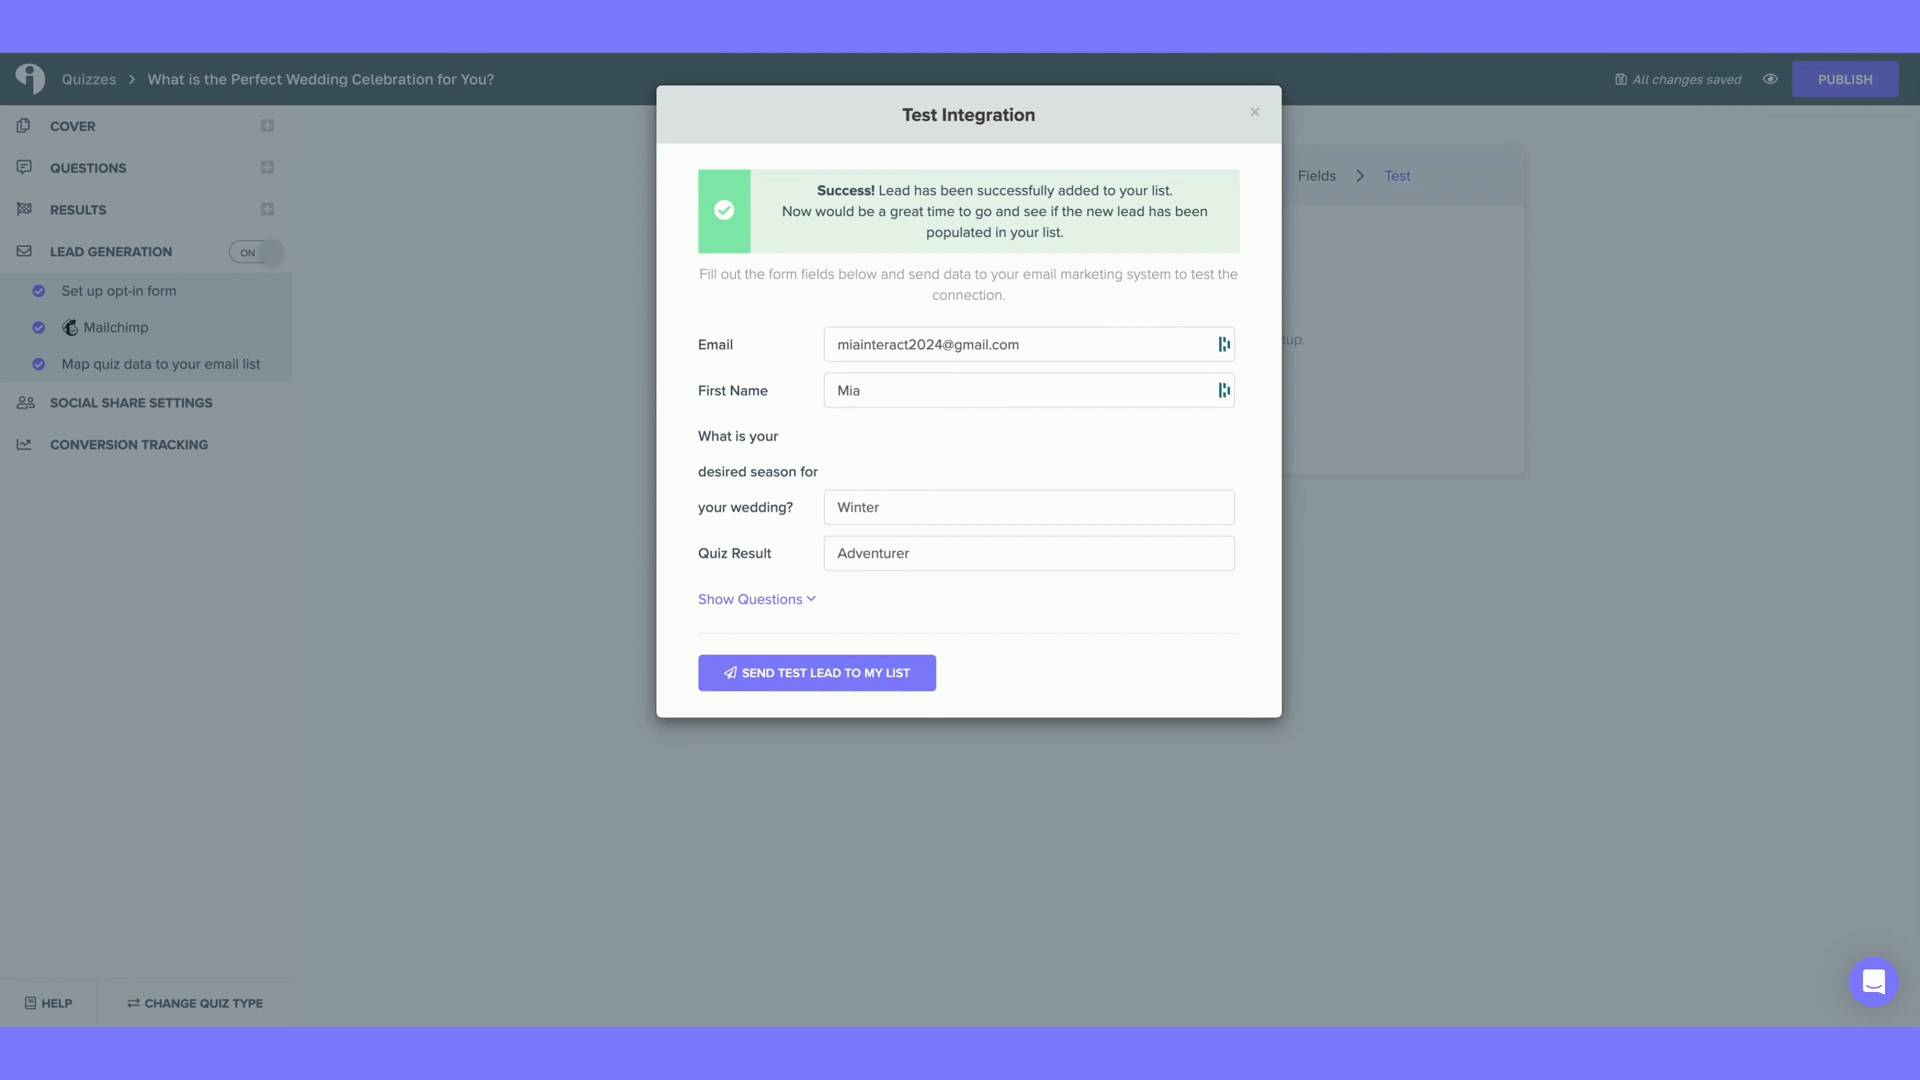 Quizzes > What is the Perfect Wedding Celebration for You?
All changes saved
PUBLISH
COVER
QUESTIONS
RESULTS
LEAD GENERATION
ON
Set up opt-in form
Mailchimp
Map quiz data to your email list
SOCIAL SHARE SETTINGS
CONVERSION TRACKING
HELP
CHANGE QUIZ TYPE
Fields > Test
Test Integration
×
Success! Lead has been successfully added to your list.
Now would be a great time to go and see if the new lead has been
populated in your list.
Fill out the form fields below and send data to your email marketing system to test the
connection.
Email
miainteract2024@gmail.com
First Name
Mia
What is your
desired season for
your wedding?
Winter
Quiz Result
Adventurer
Show Questions
SEND TEST LEAD TO MY LIST